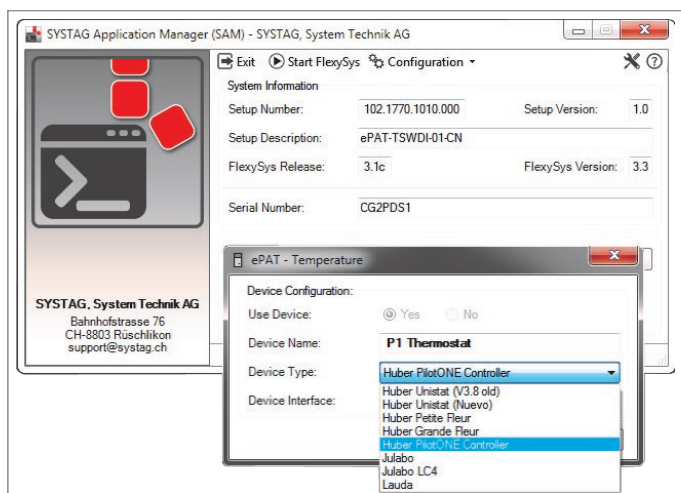 SYSTAG Application Manager (SAM) - SYSTAG, System Technik AG
Exit Start FlexySys Configuration
System Information
Setup Number: 102.1770.1010.000 Setup Version: 1.0
Setup Description: ePAT-TSWDI-01-CN
FlexySys Release: 3.1c FlexySys Version: 3.3
Serial Number: CG2PDS1
SYSTAG, System Technik AG
Bahnhofstrasse 76
CH-8803 Rüschlikon
support@systag.ch
ePAT - Temperature
Device Configuration:
Use Device: Yes No
Device Name: P1 Thermostat
Device Type: Huber PilotONE Controller
Device Interface:
Huber Unistat (V3.8 old)
Huber Unistat (Nuevo)
Huber Petite Fleur
Huber Grande Fleur
Huber PilotONE Controller
Julabo
Julabo LC4
Lauda